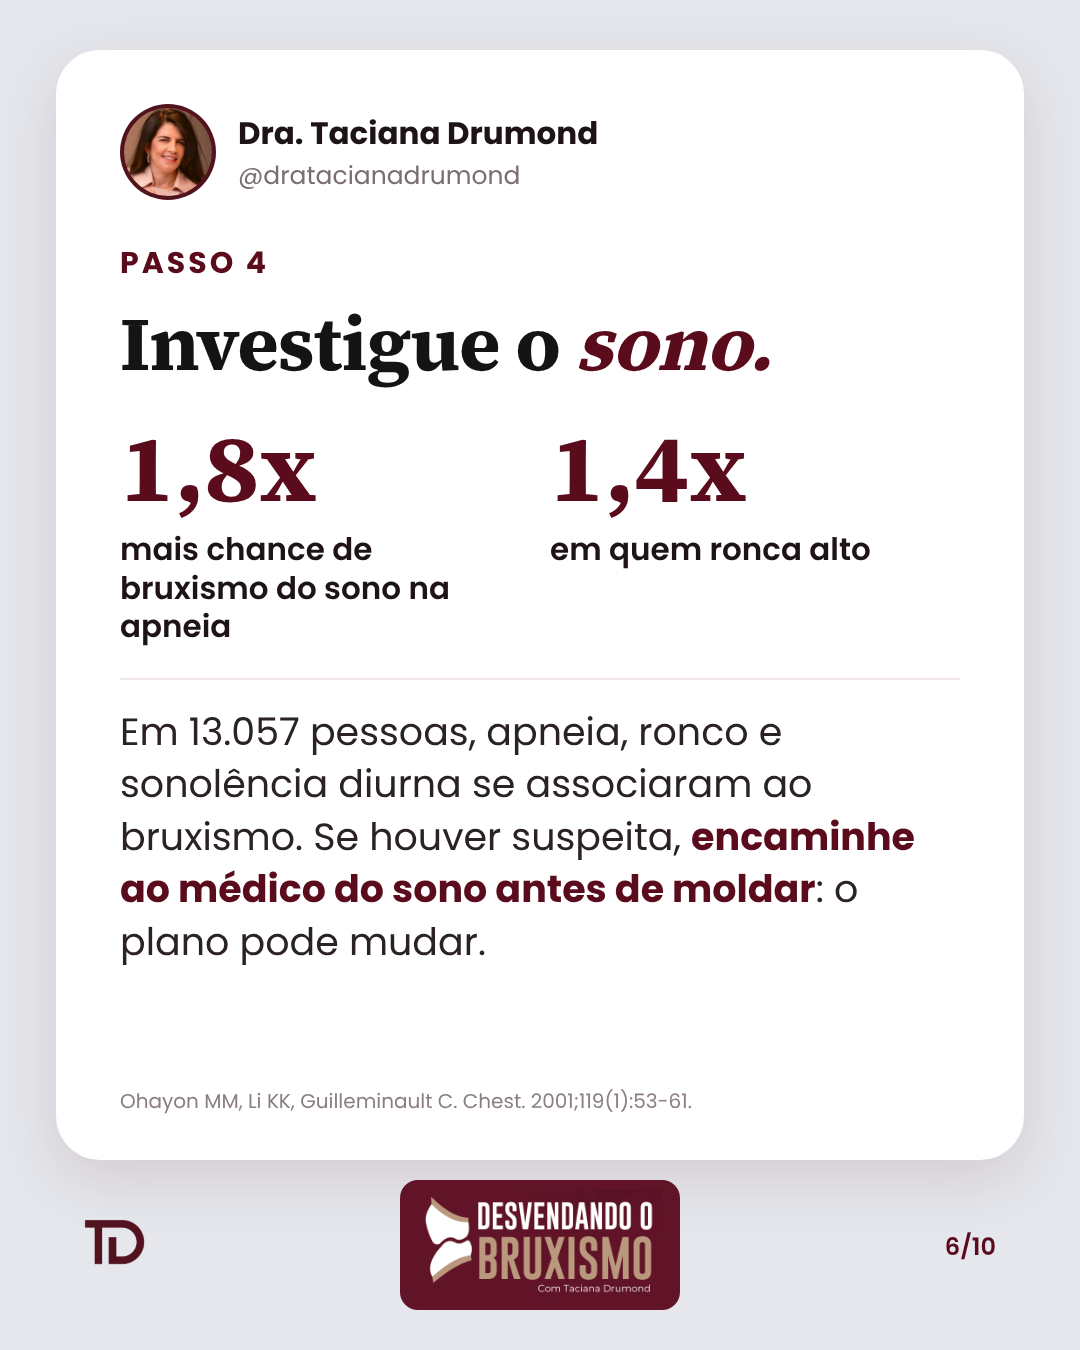 Dra. Taciana Drumond
@dratacianadrumond
PASSO 4
Investigue o sono.
1,8x
mais chance de
bruxismo do sono na
apneia
1,4x
em quem ronca alto
Em 13.057 pessoas, apneia, ronco e
sonolência diurna se associaram ao
bruxismo. Se houver suspeita, encaminhe
ao médico do sono antes de moldar: o
plano pode mudar.
Ohayon MM, Li KK, Guilleminault C. Chest. 2001;119(1):53-61.
TD
DESVENDANDO O
BRUXISMO
Com Taciana Drumond
6/10